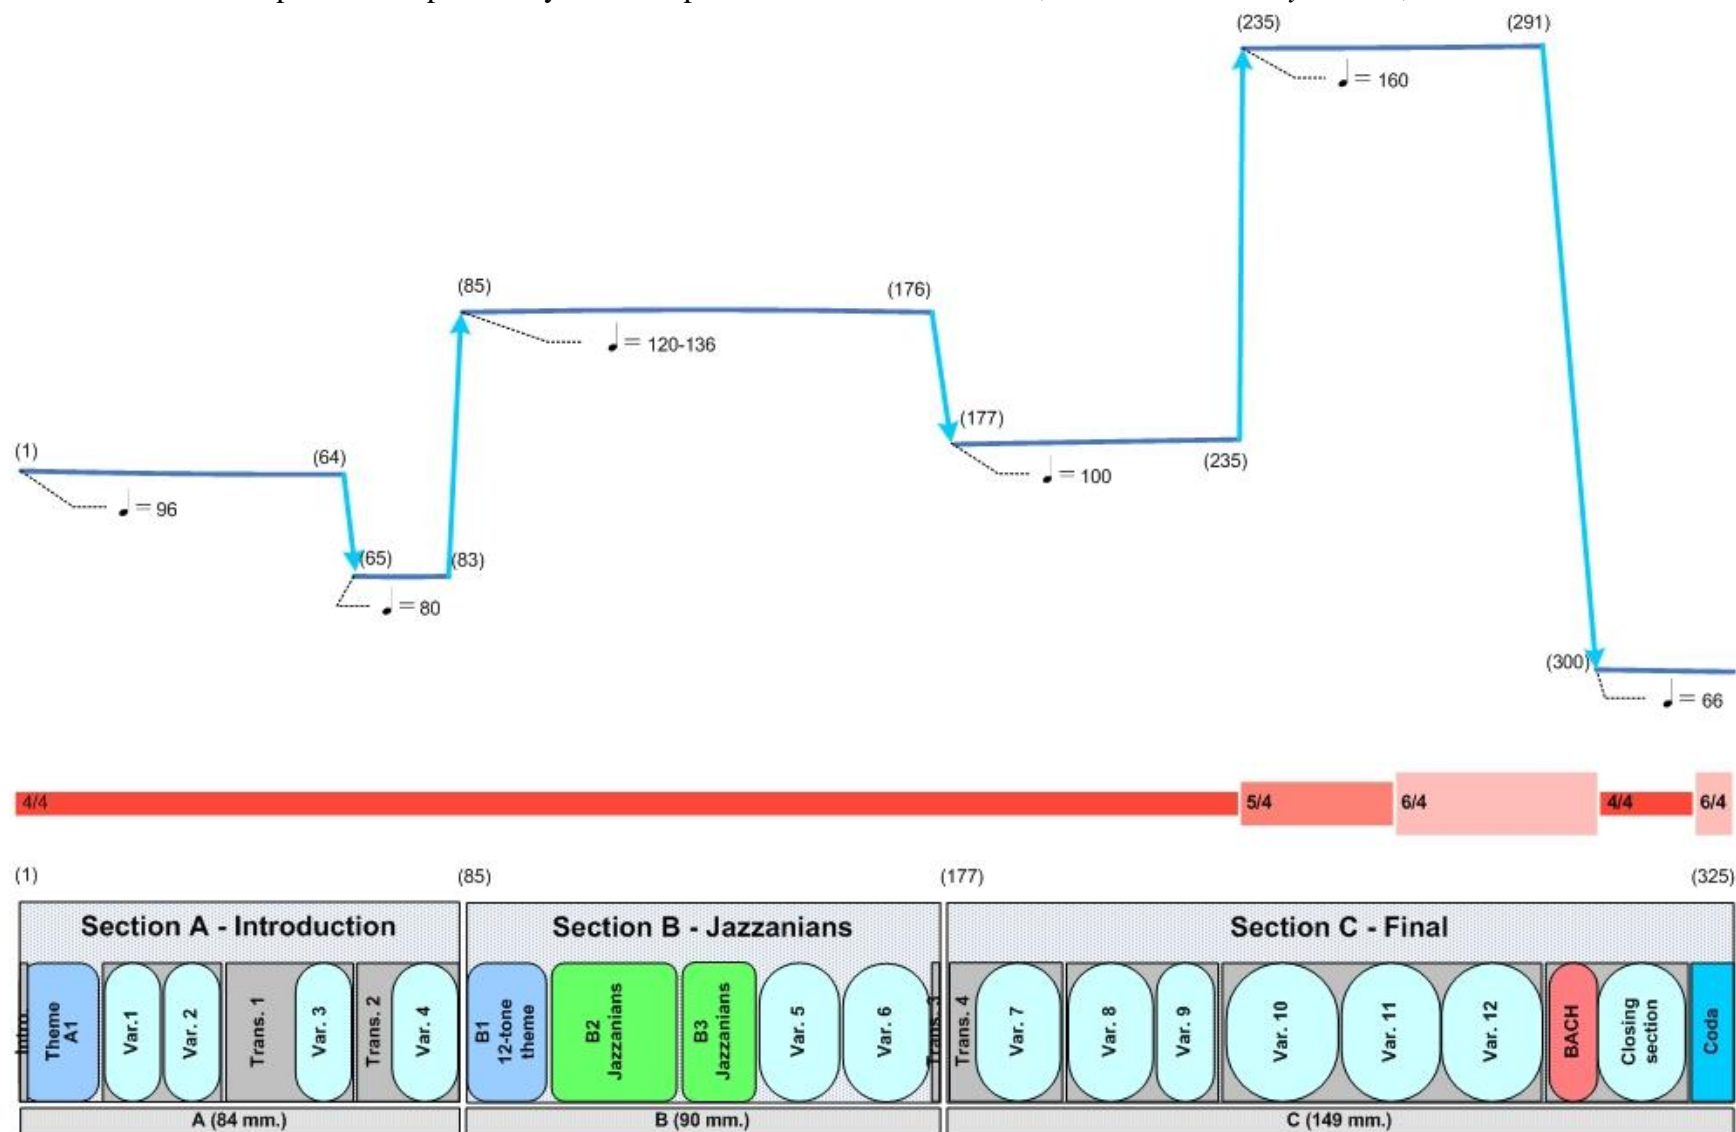 (235) (291)
♩ = 160
(85) (176)
♩ = 120-136
(177)
(1) (64)
(235)
♩ = 100
♩ = 96
(65) (83)
♩ = 80
(300)
♩ = 66
4/4 5/4 6/4 4/4 6/4
(1) (85) (177) (325)
Section A - Introduction
Section B - Jazzanians
Section C - Final
Intro
Theme
A1
Var.1
Var. 2
Trans. 1
Var. 3
Trans. 2
Var. 4
B1
12-tone
theme
B2
Jazzanians
B3
Jazzanians
Var. 5
Var. 6
Trans. 3
Trans. 4
Var. 7
Var. 8
Var. 9
Var. 10
Var. 11
Var. 12
BACH
Closing
section
Coda
A (84 mm.)
B (90 mm.)
C (149 mm.)